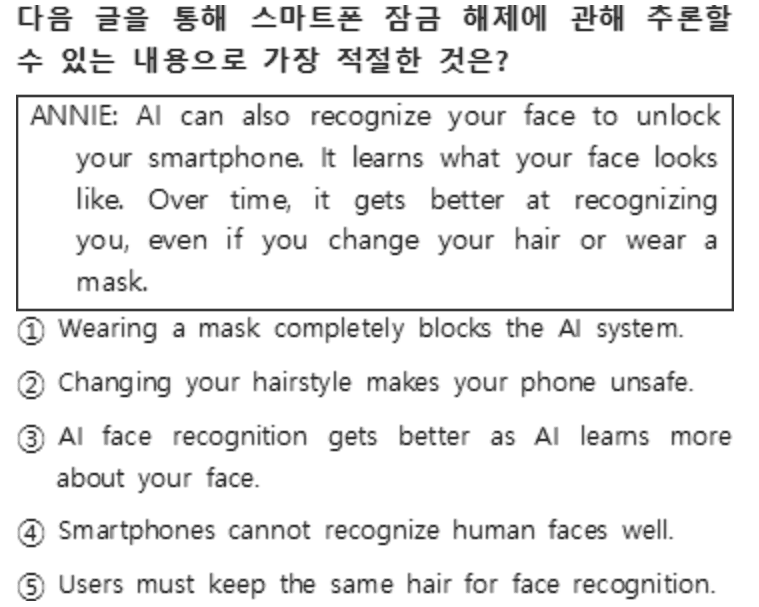 다음 글을 통해 스마트폰 잠금 해제에 관해 추론할
수 있는 내용으로 가장 적절한 것은?
ANNIE: AI can also recognize your face to unlock
your smartphone. It learns what your face looks
like. Over time, it gets better at recognizing
you, even if you change your hair or wear a
mask.
① Wearing a mask completely blocks the AI system.
② Changing your hairstyle makes your phone unsafe.
③ AI face recognition gets better as AI learns more
about your face.
④ Smartphones cannot recognize human faces well.
⑤ Users must keep the same hair for face recognition.